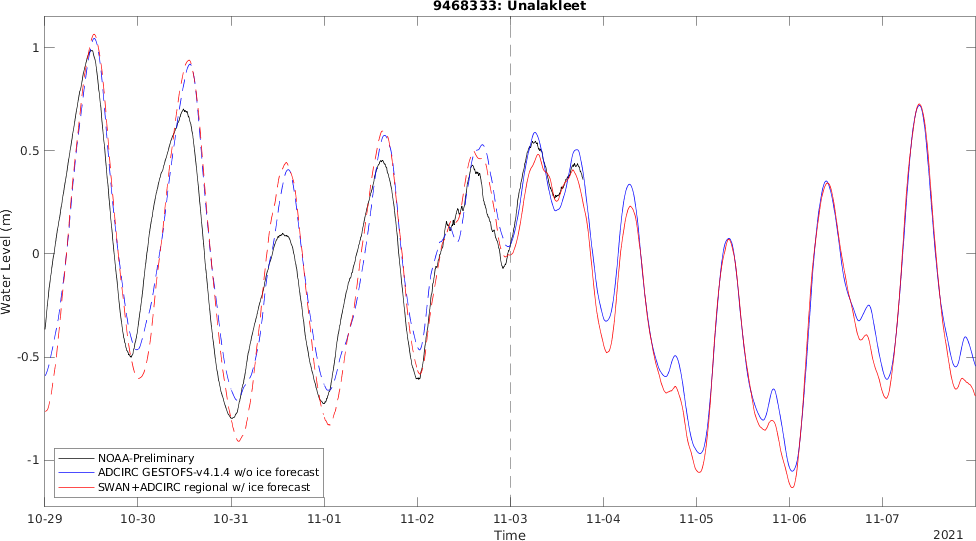 9468333: Unalakleet
Water Level (m)
1
0.5
0
-0.5
-1
NOAA-Preliminary
ADCIRC GESTOFS-v4.1.4 w/o ice forecast
SWAN+ADCIRC regional w/ ice forecast
10-29 10-30 10-31 11-01 11-02 11-03 11-04 11-05 11-06 11-07
Time
2021